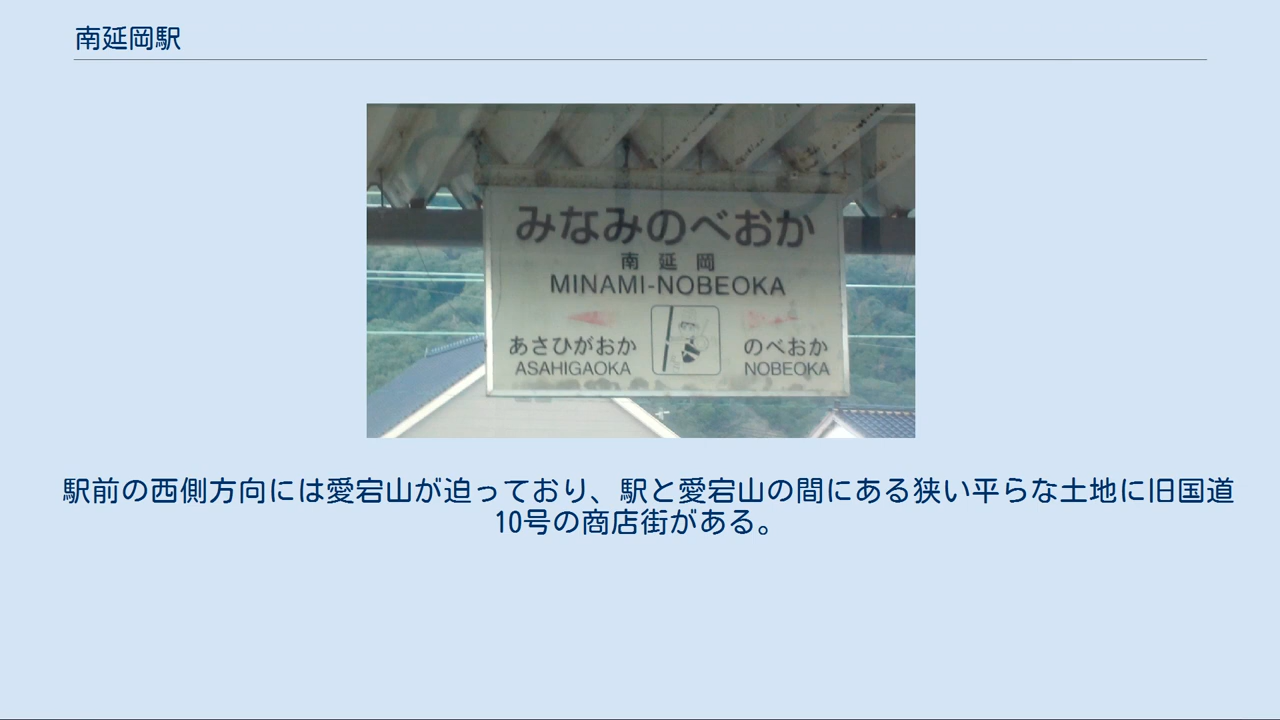 南延岡駅
みなみのべおか
南延岡
MINAMI-NOBEOKA
あさひがおか のべおか
ASAHIGAOKA NOBEOKA
駅前の西側方向には愛宕山が迫っており、駅と愛宕山の間にある狭い平らな土地に旧国道
10号の商店街がある。